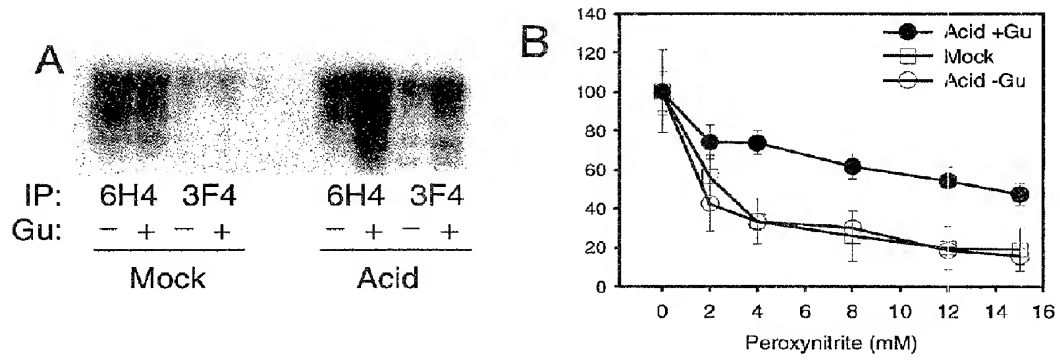 A
IP: 6H4 3F4 6H4 3F4
Gu: − + − + − + − +
Mock Acid
B
140
120
100
80
60
40
20
0
Acid +Gu
Mock
Acid -Gu
0 2 4 6 8 10 12 14 16
Peroxynitrite (mM)